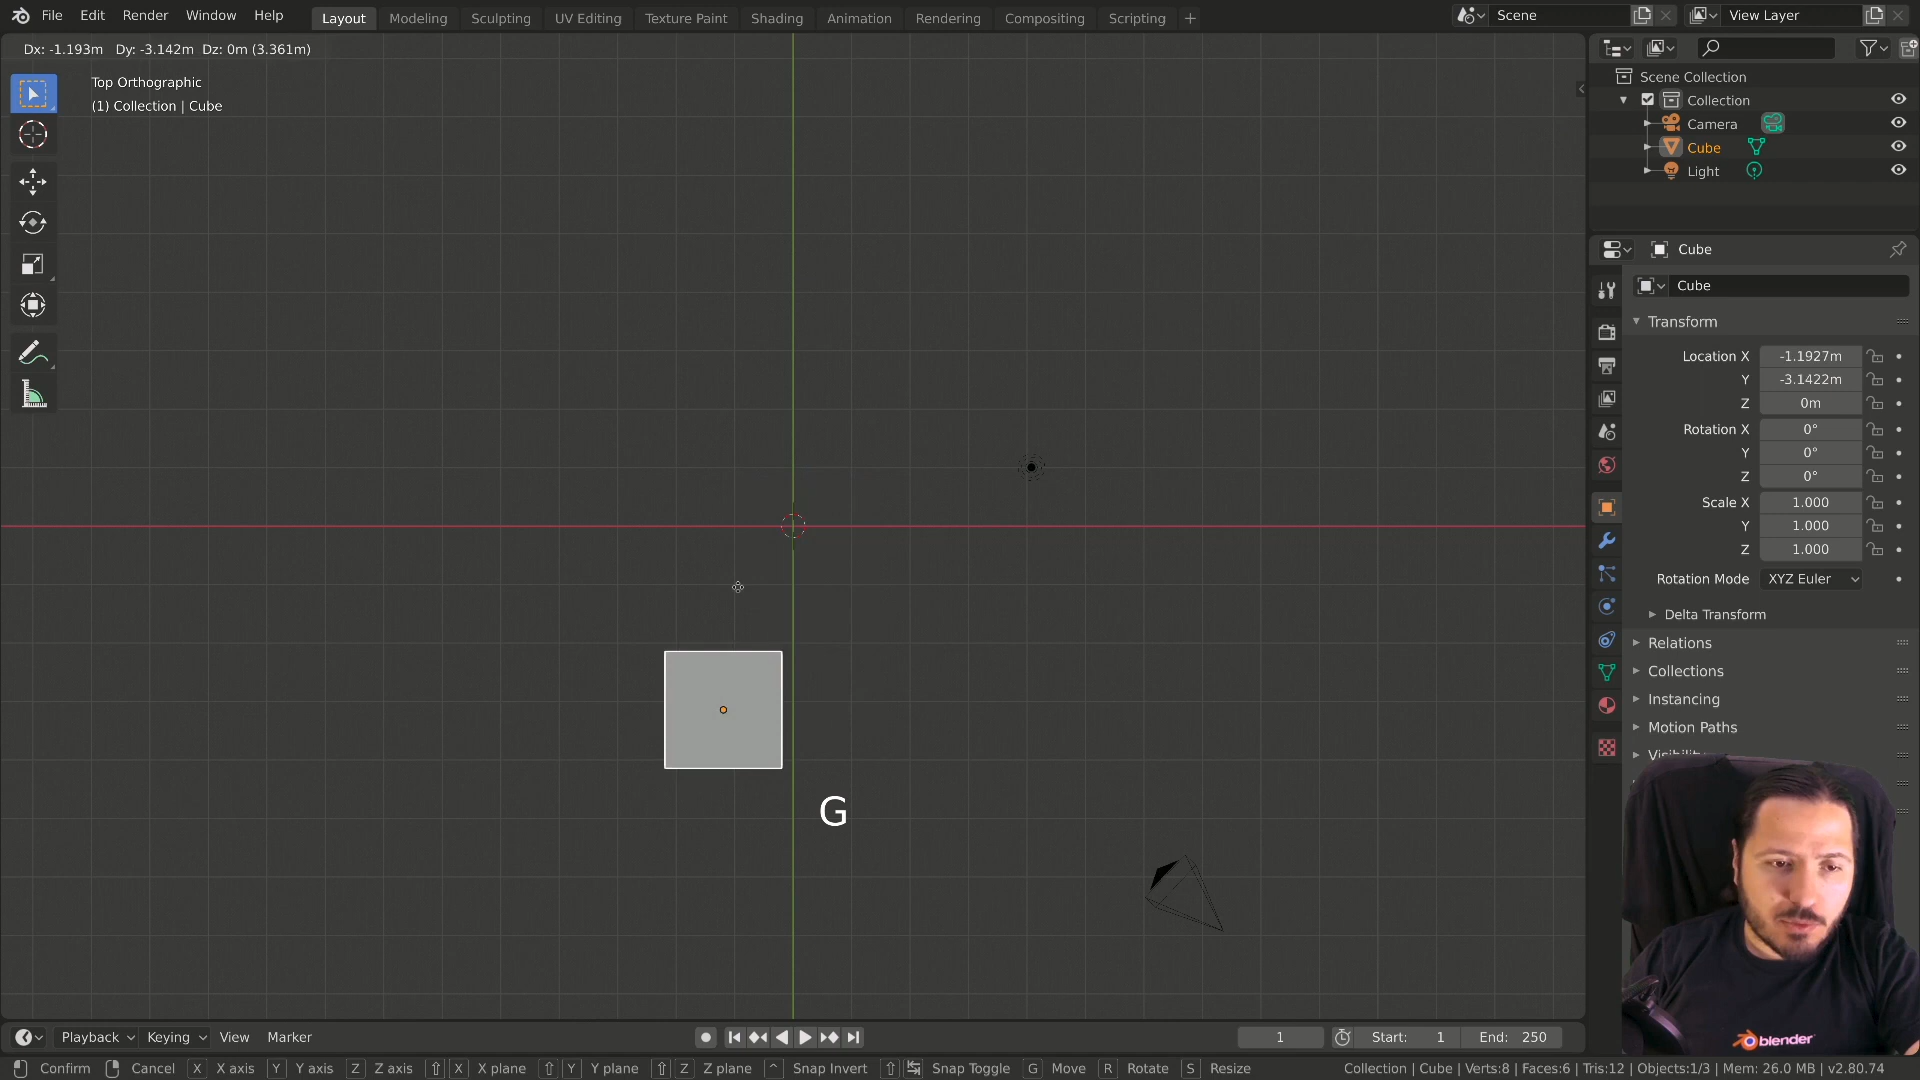 File Edit Render Window Help Layout Modeling Sculpting UV Editing Texture Paint Shading Animation Rendering Compositing Scripting + Scene View Layer
Dx: -1.193m Dy: -3.142m Dz: 0m (3.361m)
Top Orthographic
(1) Collection | Cube
Scene Collection
Collection
Camera
Cube
Light
Cube
Cube
Transform
Location X -1.1927m
Y -3.1422m
Z 0m
Rotation X 0°
Y 0°
Z 0°
Scale X 1.000
Y 1.000
Z 1.000
Rotation Mode XYZ Euler
Delta Transform
Relations
Collections
Instancing
Motion Paths
G
blender
Playback Keying View Marker 1 Start: 1 End: 250
Confirm Cancel X X axis Y Y axis Z Z axis X X plane Y Y plane Z Z plane ^ Snap Invert Snap Toggle G Move R Rotate S Resize Collection | Cube | Verts:8 | Faces:6 | Tris:12 | Objects:1/3 | Mem: 26.0 MB | v2.80.74